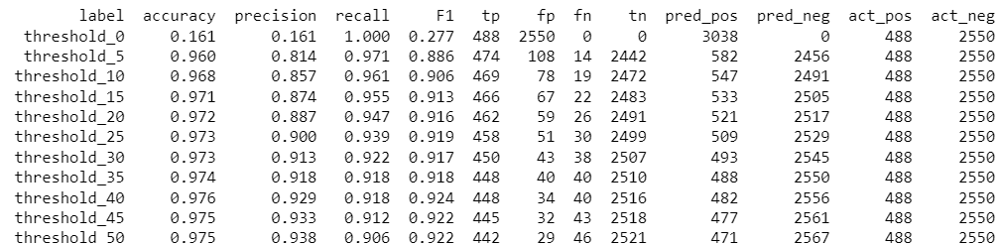 label accuracy precision recall F1 tp fp fn tn pred_pos pred_neg act_pos act_neg
threshold_0 0.161 0.161 1.000 0.277 488 2550 0 0 3038 0 488 2550
threshold_5 0.960 0.814 0.971 0.886 474 108 14 2442 582 2456 488 2550
threshold_10 0.968 0.857 0.961 0.906 469 78 19 2472 547 2491 488 2550
threshold_15 0.971 0.874 0.955 0.913 466 67 22 2483 533 2505 488 2550
threshold_20 0.972 0.887 0.947 0.916 462 59 26 2491 521 2517 488 2550
threshold_25 0.973 0.900 0.939 0.919 458 51 30 2499 509 2529 488 2550
threshold_30 0.973 0.913 0.922 0.917 450 43 38 2507 493 2545 488 2550
threshold_35 0.974 0.918 0.918 0.918 448 40 40 2510 488 2550 488 2550
threshold_40 0.976 0.929 0.918 0.924 448 34 40 2516 482 2556 488 2550
threshold_45 0.975 0.933 0.912 0.922 445 32 43 2518 477 2561 488 2550
threshold_50 0.975 0.938 0.906 0.922 442 29 46 2521 471 2567 488 2550